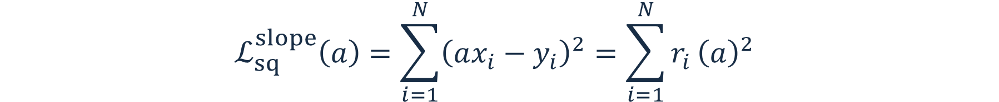 ℒ_sq^slope(a) = ∑_{i=1}^{N} (ax_i − y_i)^2 = ∑_{i=1}^{N} r_i (a)^2